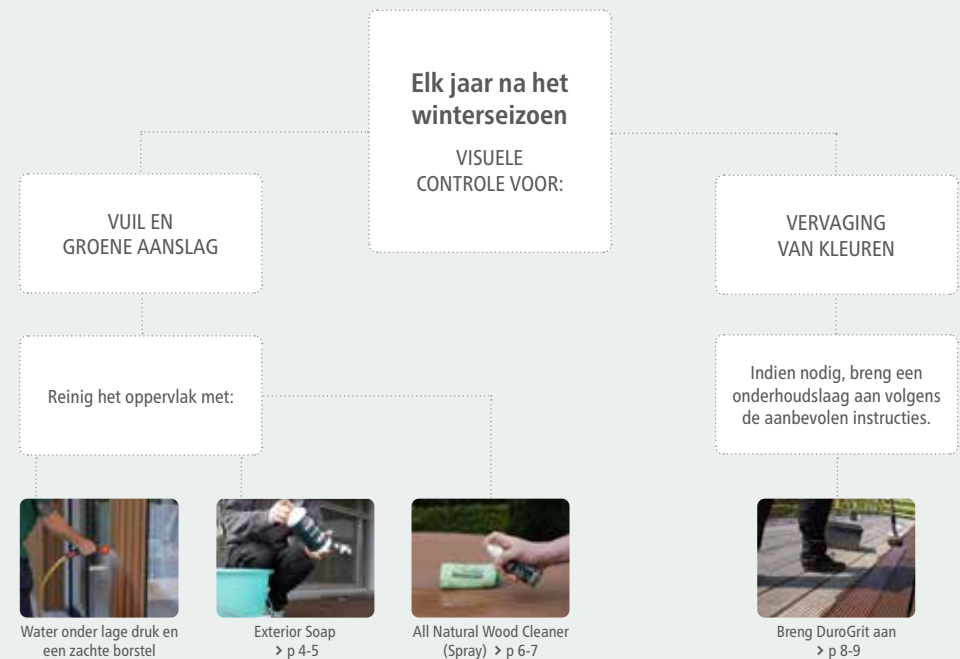 Elk jaar na het
winterseizoen
VISUELE
CONTROLE VOOR:
VUIL EN
GROENE AANSLAG
VERVAGING
VAN KLEUREN
Reinig het oppervlak met:
Indien nodig, breng een
onderhoudslaag aan volgens
de aanbevolen instructies.
Water onder lage druk en
een zachte borstel
Exterior Soap
> p 4-5
All Natural Wood Cleaner
(Spray) > p 6-7
Breng DuroGrit aan
> p 8-9